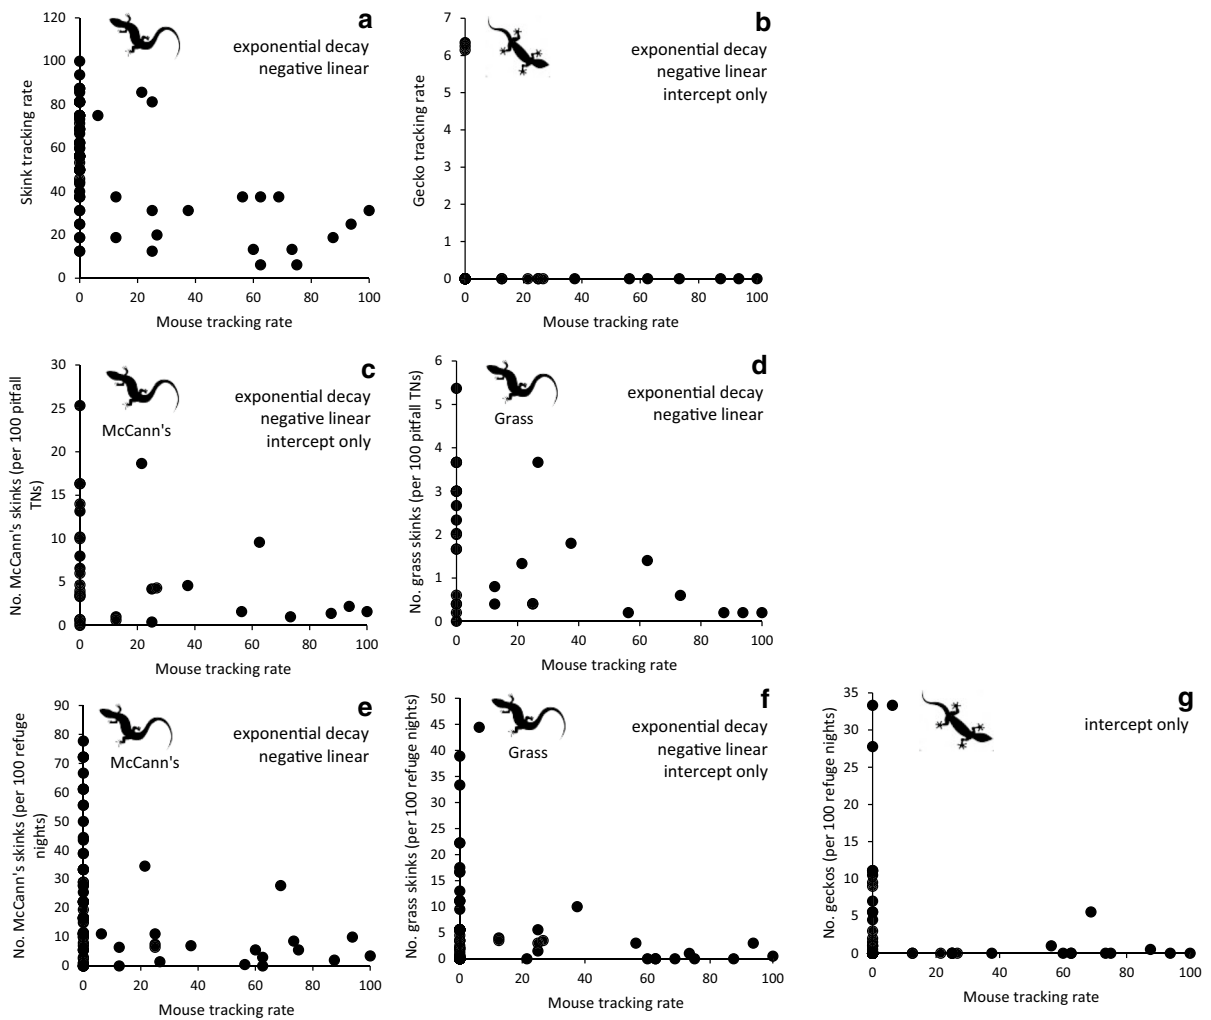 a
exponential decay
negative linear
Skink tracking rate
120
100
80
60
40
20
0
0 20 40 60 80 100
Mouse tracking rate
b
exponential decay
negative linear
intercept only
Gecko tracking rate
7
6
5
4
3
2
1
0
0 20 40 60 80 100
Mouse tracking rate
c
exponential decay
negative linear
intercept only
McCann's
No. McCann's skinks (per 100 pitfall
TNs)
30
25
20
15
10
5
0
0 20 40 60 80 100
Mouse tracking rate
d
exponential decay
negative linear
Grass
No. grass skinks (per 100 pitfall TNs)
6
5
4
3
2
1
0
0 20 40 60 80 100
Mouse tracking rate
e
exponential decay
negative linear
McCann's
No. McCann's skinks (per 100 refuge
nights)
90
80
70
60
50
40
30
20
10
0
0 20 40 60 80 100
Mouse tracking rate
f
exponential decay
negative linear
intercept only
Grass
No. grass skinks (per 100 refuge nights)
50
45
40
35
30
25
20
15
10
5
0
0 20 40 60 80 100
Mouse tracking rate
g
intercept only
No. geckos (per 100 refuge nights)
35
30
25
20
15
10
5
0
0 20 40 60 80 100
Mouse tracking rate